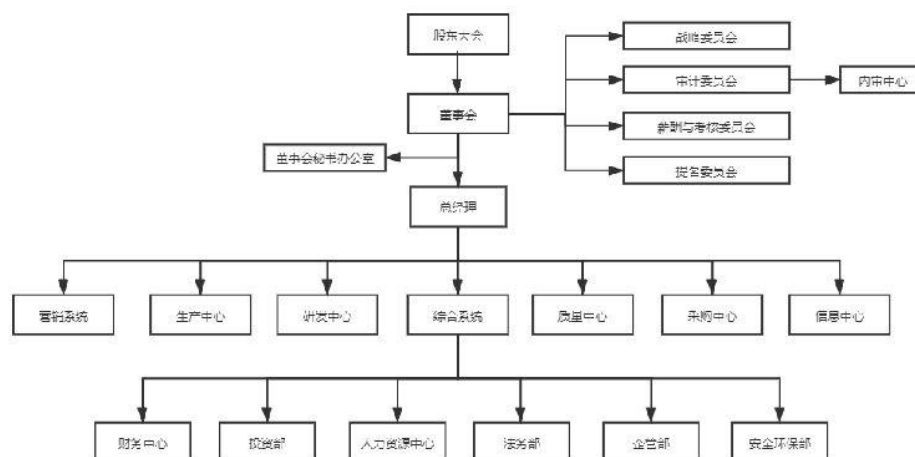 股东大会
战略委员会
审计委员会
内审中心
董事会
薪酬与考核委员会
董事会秘书办公室
提名委员会
总经理
营销系统
生产中心
研发中心
综合系统
质量中心
采购中心
信息中心
财务中心
投资部
人力资源中心
法务部
企管部
安全环保部